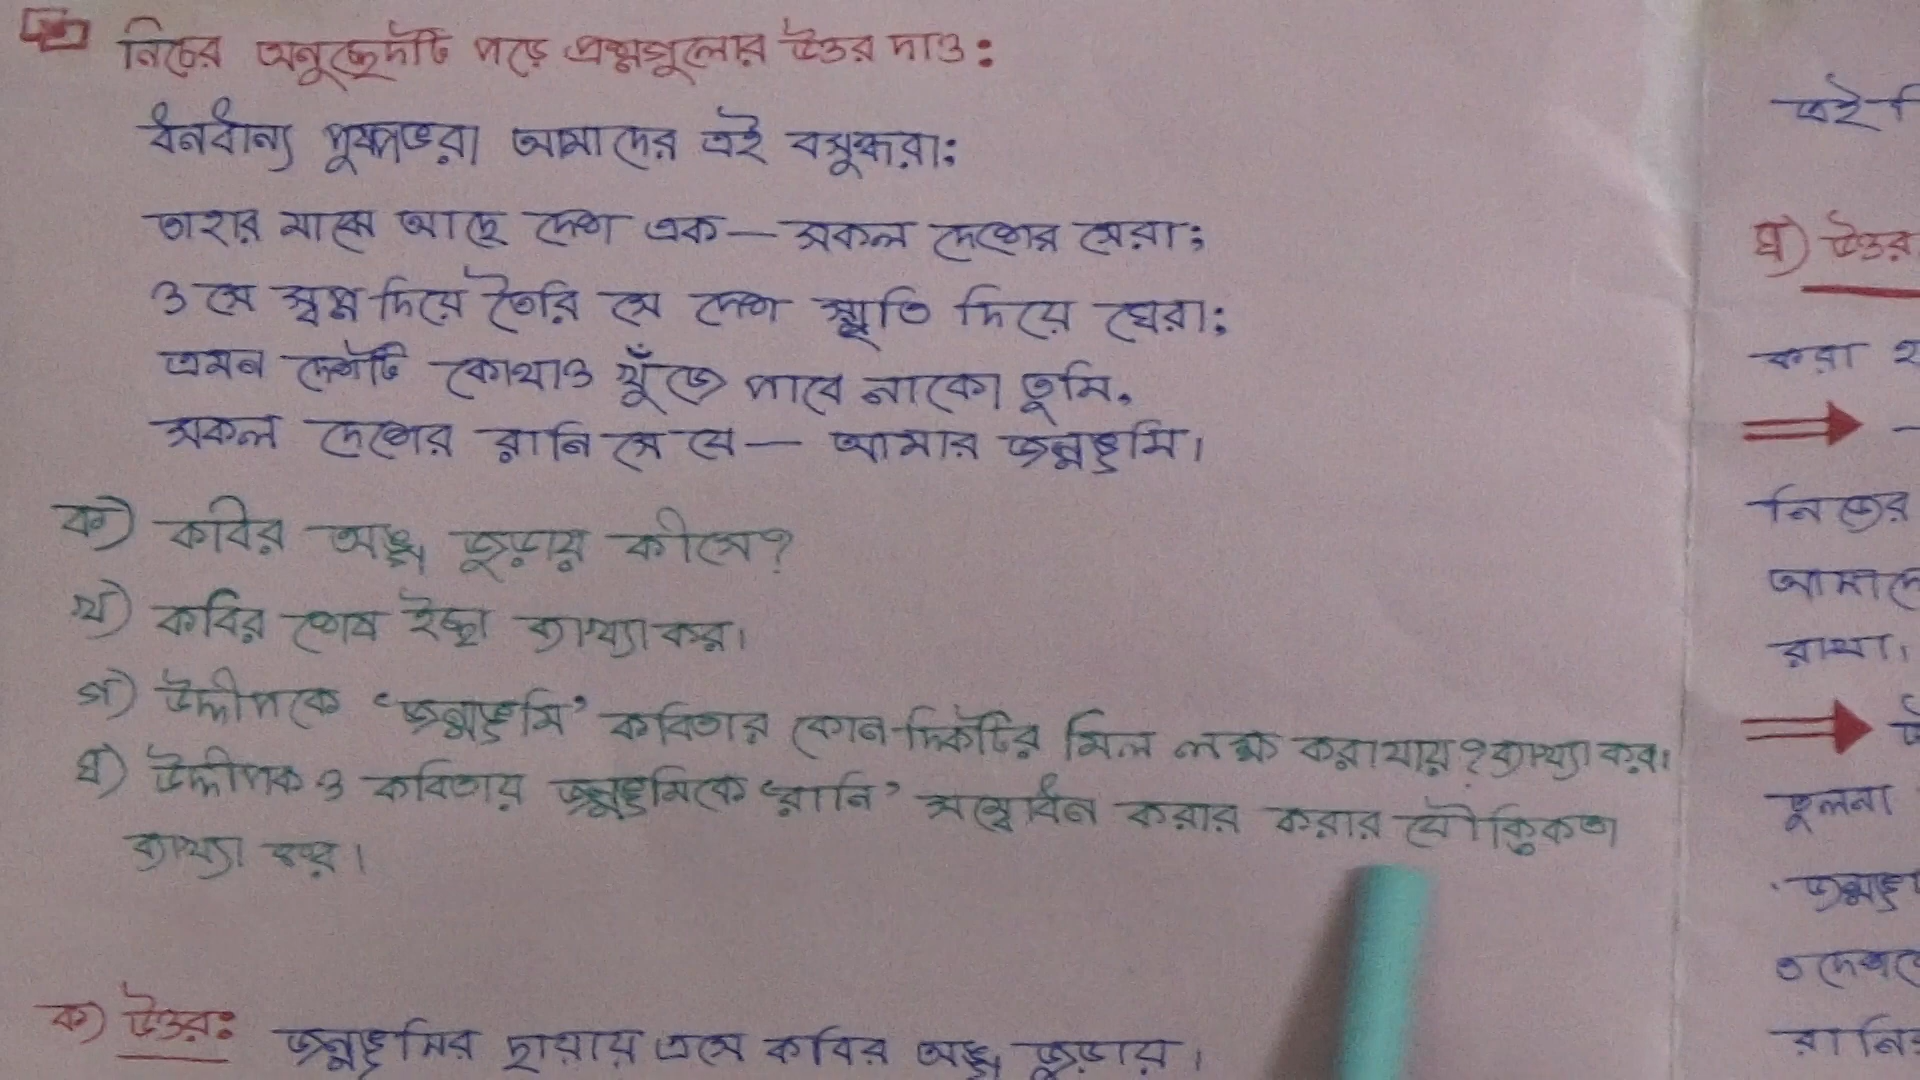 নিচের অনুচ্ছেদটি পড়ে প্রশ্নগুলোর উত্তর দাও:
ধনধান্য পুষ্পভরা আমাদের এই বসুন্ধরা;
তাহার মাঝে আছে দেশ এক — সকল দেশের সেরা;
ও সে স্বপ্ন দিয়ে তৈরি সে দেশ স্মৃতি দিয়ে ঘেরা;
এমন দেশটি কোথাও খুঁজে পাবে নাকো তুমি,
সকল দেশের রানি সে যে — আমার জন্মভূমি।
ক) কবির অঙ্গ জুড়ায় কীসে?
খ) কবির শেষ ইচ্ছা ব্যাখ্যা কর।
গ) উদ্দীপকে ‘জন্মভূমি’ কবিতার কোন দিকটির মিল লক্ষ করা যায়? ব্যাখ্যা কর।
ঘ) উদ্দীপক ও কবিতায় জন্মভূমিকে ‘রানি’ সম্বোধন করার করার যৌক্তিকতা
ব্যাখ্যা কর।
ক) উত্তর: জন্মভূমির ছায়ায় এসে কবির অঙ্গ জুড়ায়।
এই
ঘ) উত্তর
করা
নিজের
রাখা।
তুলনা